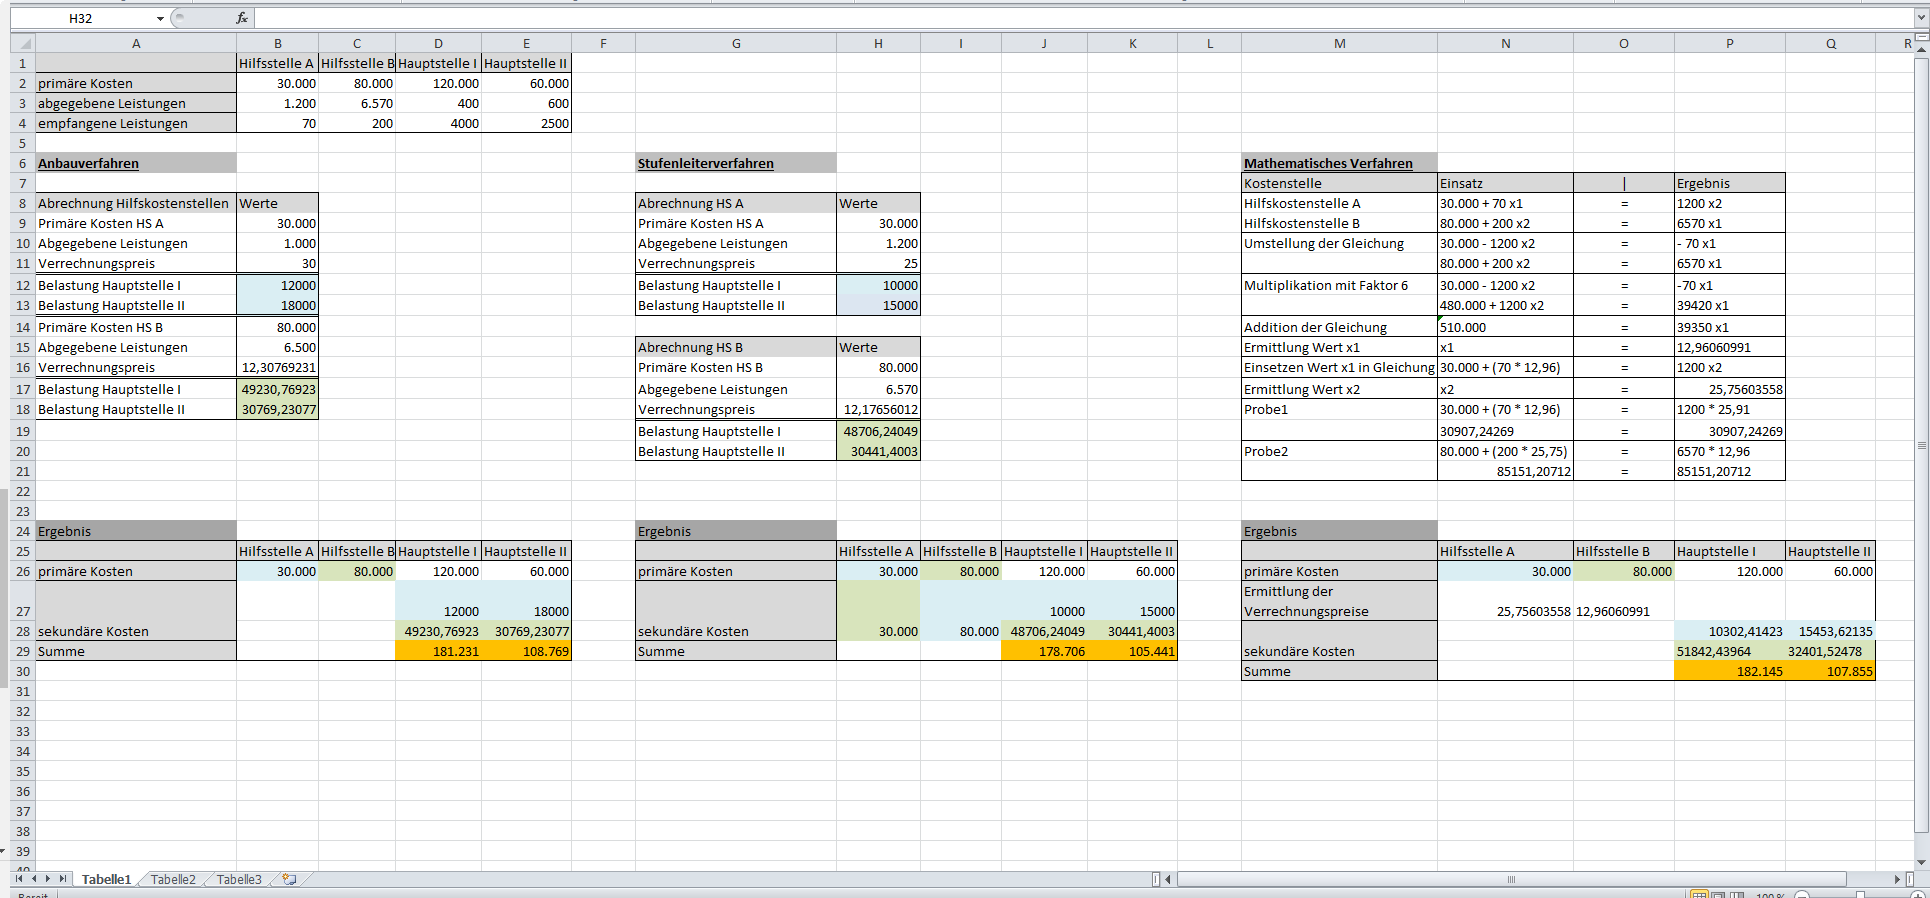 H32 fx
A B C D E F G H I J K L M N O P Q R
1 Hilfsstelle A Hilfsstelle B Hauptstelle I Hauptstelle II
2 primäre Kosten 30.000 80.000 120.000 60.000
3 abgegebene Leistungen 1.200 6.570 400 600
4 empfangene Leistungen 70 200 4000 2500
5
6 Anbauverfahren Stufenleiterverfahren Mathematisches Verfahren
7 Kostenstelle Einsatz | Ergebnis
8 Abrechnung Hilfskostenstellen Werte Abrechnung HS A Werte Hilfskostenstelle A 30.000 + 70 x1 = 1200 x2
9 Primäre Kosten HS A 30.000 Primäre Kosten HS A 30.000 Hilfskostenstelle B 80.000 + 200 x2 = 6570 x1
10 Abgegebene Leistungen 1.000 Abgegebene Leistungen 1.200 Umstellung der Gleichung 30.000 - 1200 x2 = - 70 x1
11 Verrechnungspreis 30 Verrechnungspreis 25 80.000 + 200 x2 = 6570 x1
12 Belastung Hauptstelle I 12000 Belastung Hauptstelle I 10000 Multiplikation mit Faktor 6 30.000 - 1200 x2 = -70 x1
13 Belastung Hauptstelle II 18000 Belastung Hauptstelle II 15000 480.000 + 1200 x2 = 39420 x1
14 Primäre Kosten HS B 80.000 Addition der Gleichung 510.000 = 39350 x1
15 Abgegebene Leistungen 6.500 Abrechnung HS B Werte Ermittlung Wert x1 x1 = 12,96060991
16 Verrechnungspreis 12,30769231 Primäre Kosten HS B 80.000 Einsetzen Wert x1 in Gleichung 30.000 + (70 * 12,96) = 1200 x2
17 Belastung Hauptstelle I 49230,76923 Abgegebene Leistungen 6.570 Ermittlung Wert x2 x2 = 25,75603558
18 Belastung Hauptstelle II 30769,23077 Verrechnungspreis 12,17656012 Probe1 30.000 + (70 * 12,96) = 1200 * 25,91
19 Belastung Hauptstelle I 48706,24049 30907,24269 = 30907,24269
20 Belastung Hauptstelle II 30441,4003 Probe2 80.000 + (200 * 25,75) = 6570 * 12,96
21 85151,20712 = 85151,20712
22
23
24 Ergebnis Ergebnis Ergebnis
25 Hilfsstelle A Hilfsstelle B Hauptstelle I Hauptstelle II Hilfsstelle A Hilfsstelle B Hauptstelle I Hauptstelle II Hilfsstelle A Hilfsstelle B Hauptstelle I Hauptstelle II
26 primäre Kosten 30.000 80.000 120.000 60.000 primäre Kosten 30.000 80.000 120.000 60.000 primäre Kosten 30.000 80.000 120.000 60.000
Ermittlung der
27 12000 18000 10000 15000 Verrechnungspreise 25,75603558 12,96060991
28 sekundäre Kosten 49230,76923 30769,23077 sekundäre Kosten 30.000 80.000 48706,24049 30441,4003 10302,41423 15453,62135
29 Summe 181.231 108.769 Summe 178.706 105.441 sekundäre Kosten 51842,43964 32401,52478
30 Summe 182.145 107.855
31
32
33
34
35
36
37
38
39
40
Tabelle1 Tabelle2 Tabelle3
Bereit 100 %